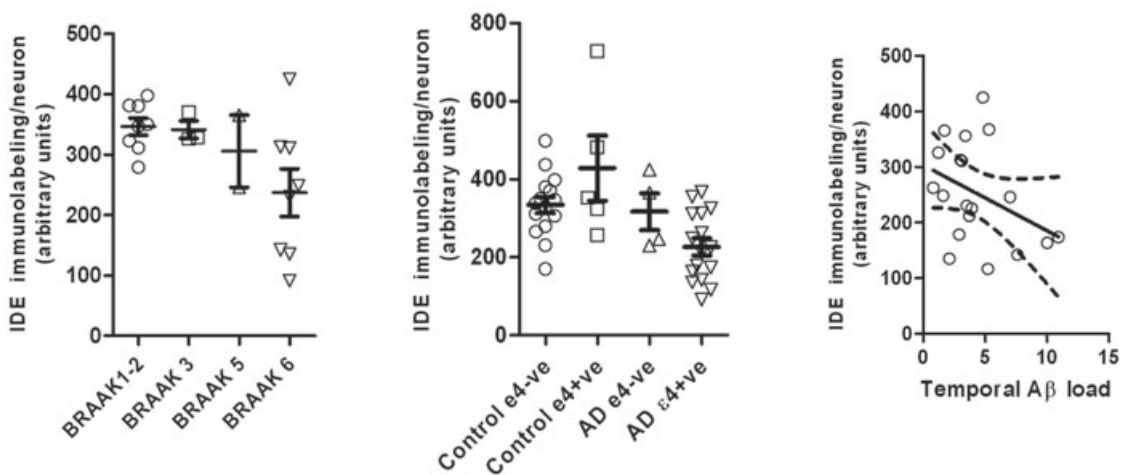 IDE immunolabeling/neuron
(arbitrary units)
500
400
300
200
100
0
BRAAK1-2
BRAAK 3
BRAAK 5
BRAAK 6
IDE immunolabeling/neuron
(arbitrary units)
800
600
400
200
0
Control e4-ve
Control e4+ve
AD e4-ve
AD ε4+ve
IDE immunolabeling/neuron
(arbitrary units)
500
400
300
200
100
0
0
5
10
15
Temporal Aβ load